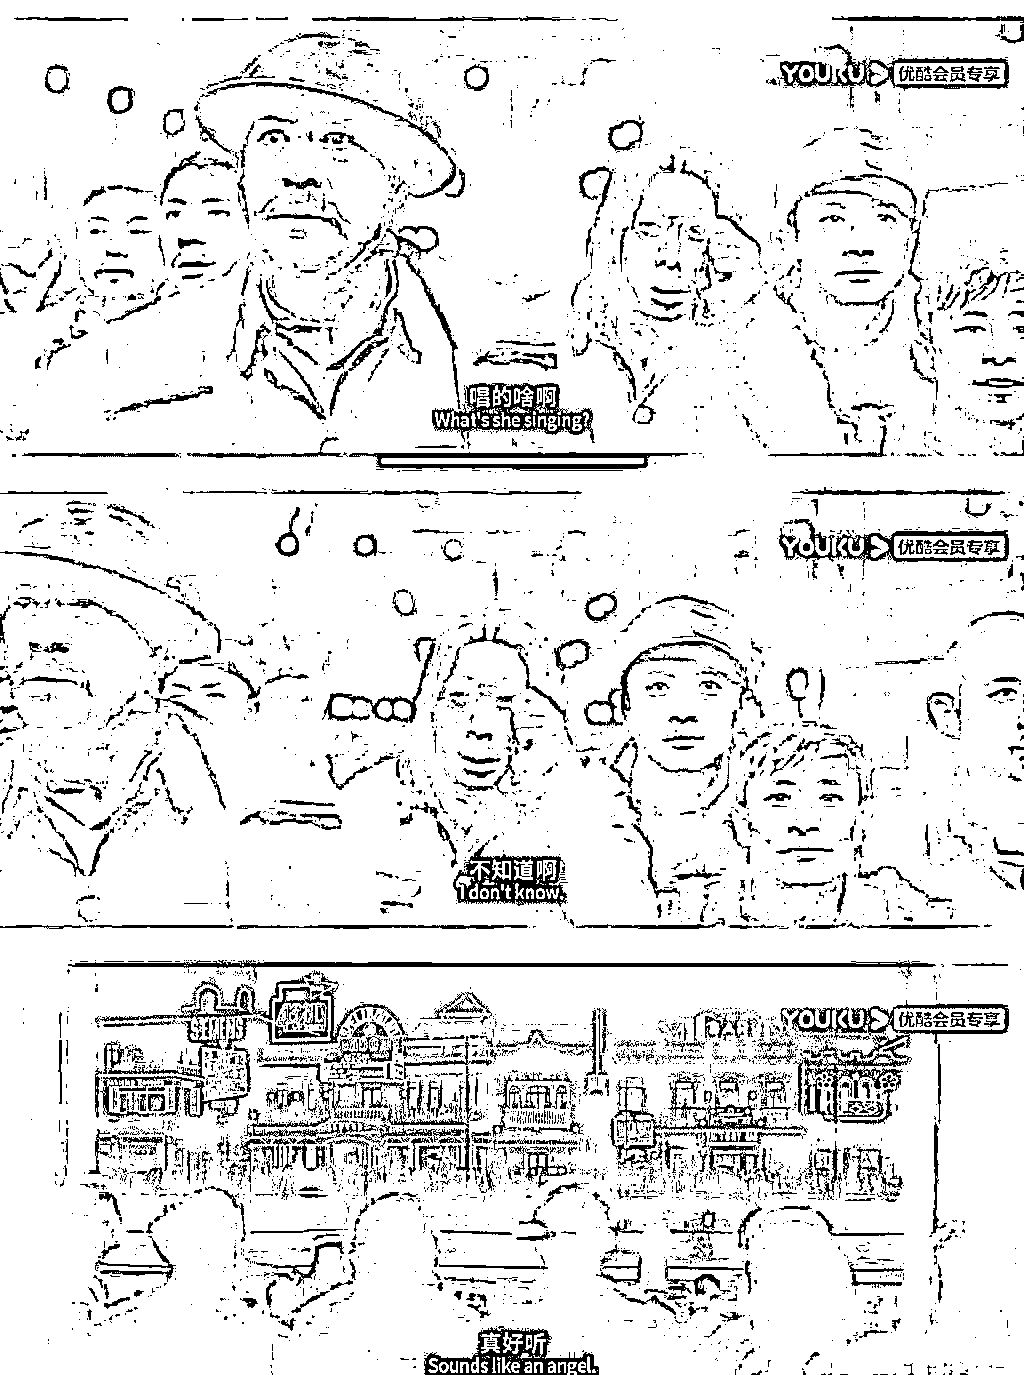 YOUKU 优酷会员专享
唱的啥啊
What's she singing?
YOUKU 优酷会员专享
不知道啊
I don't know.
SIEMENS
YOUKU 优酷会员专享
真好听
Sounds like an angel.